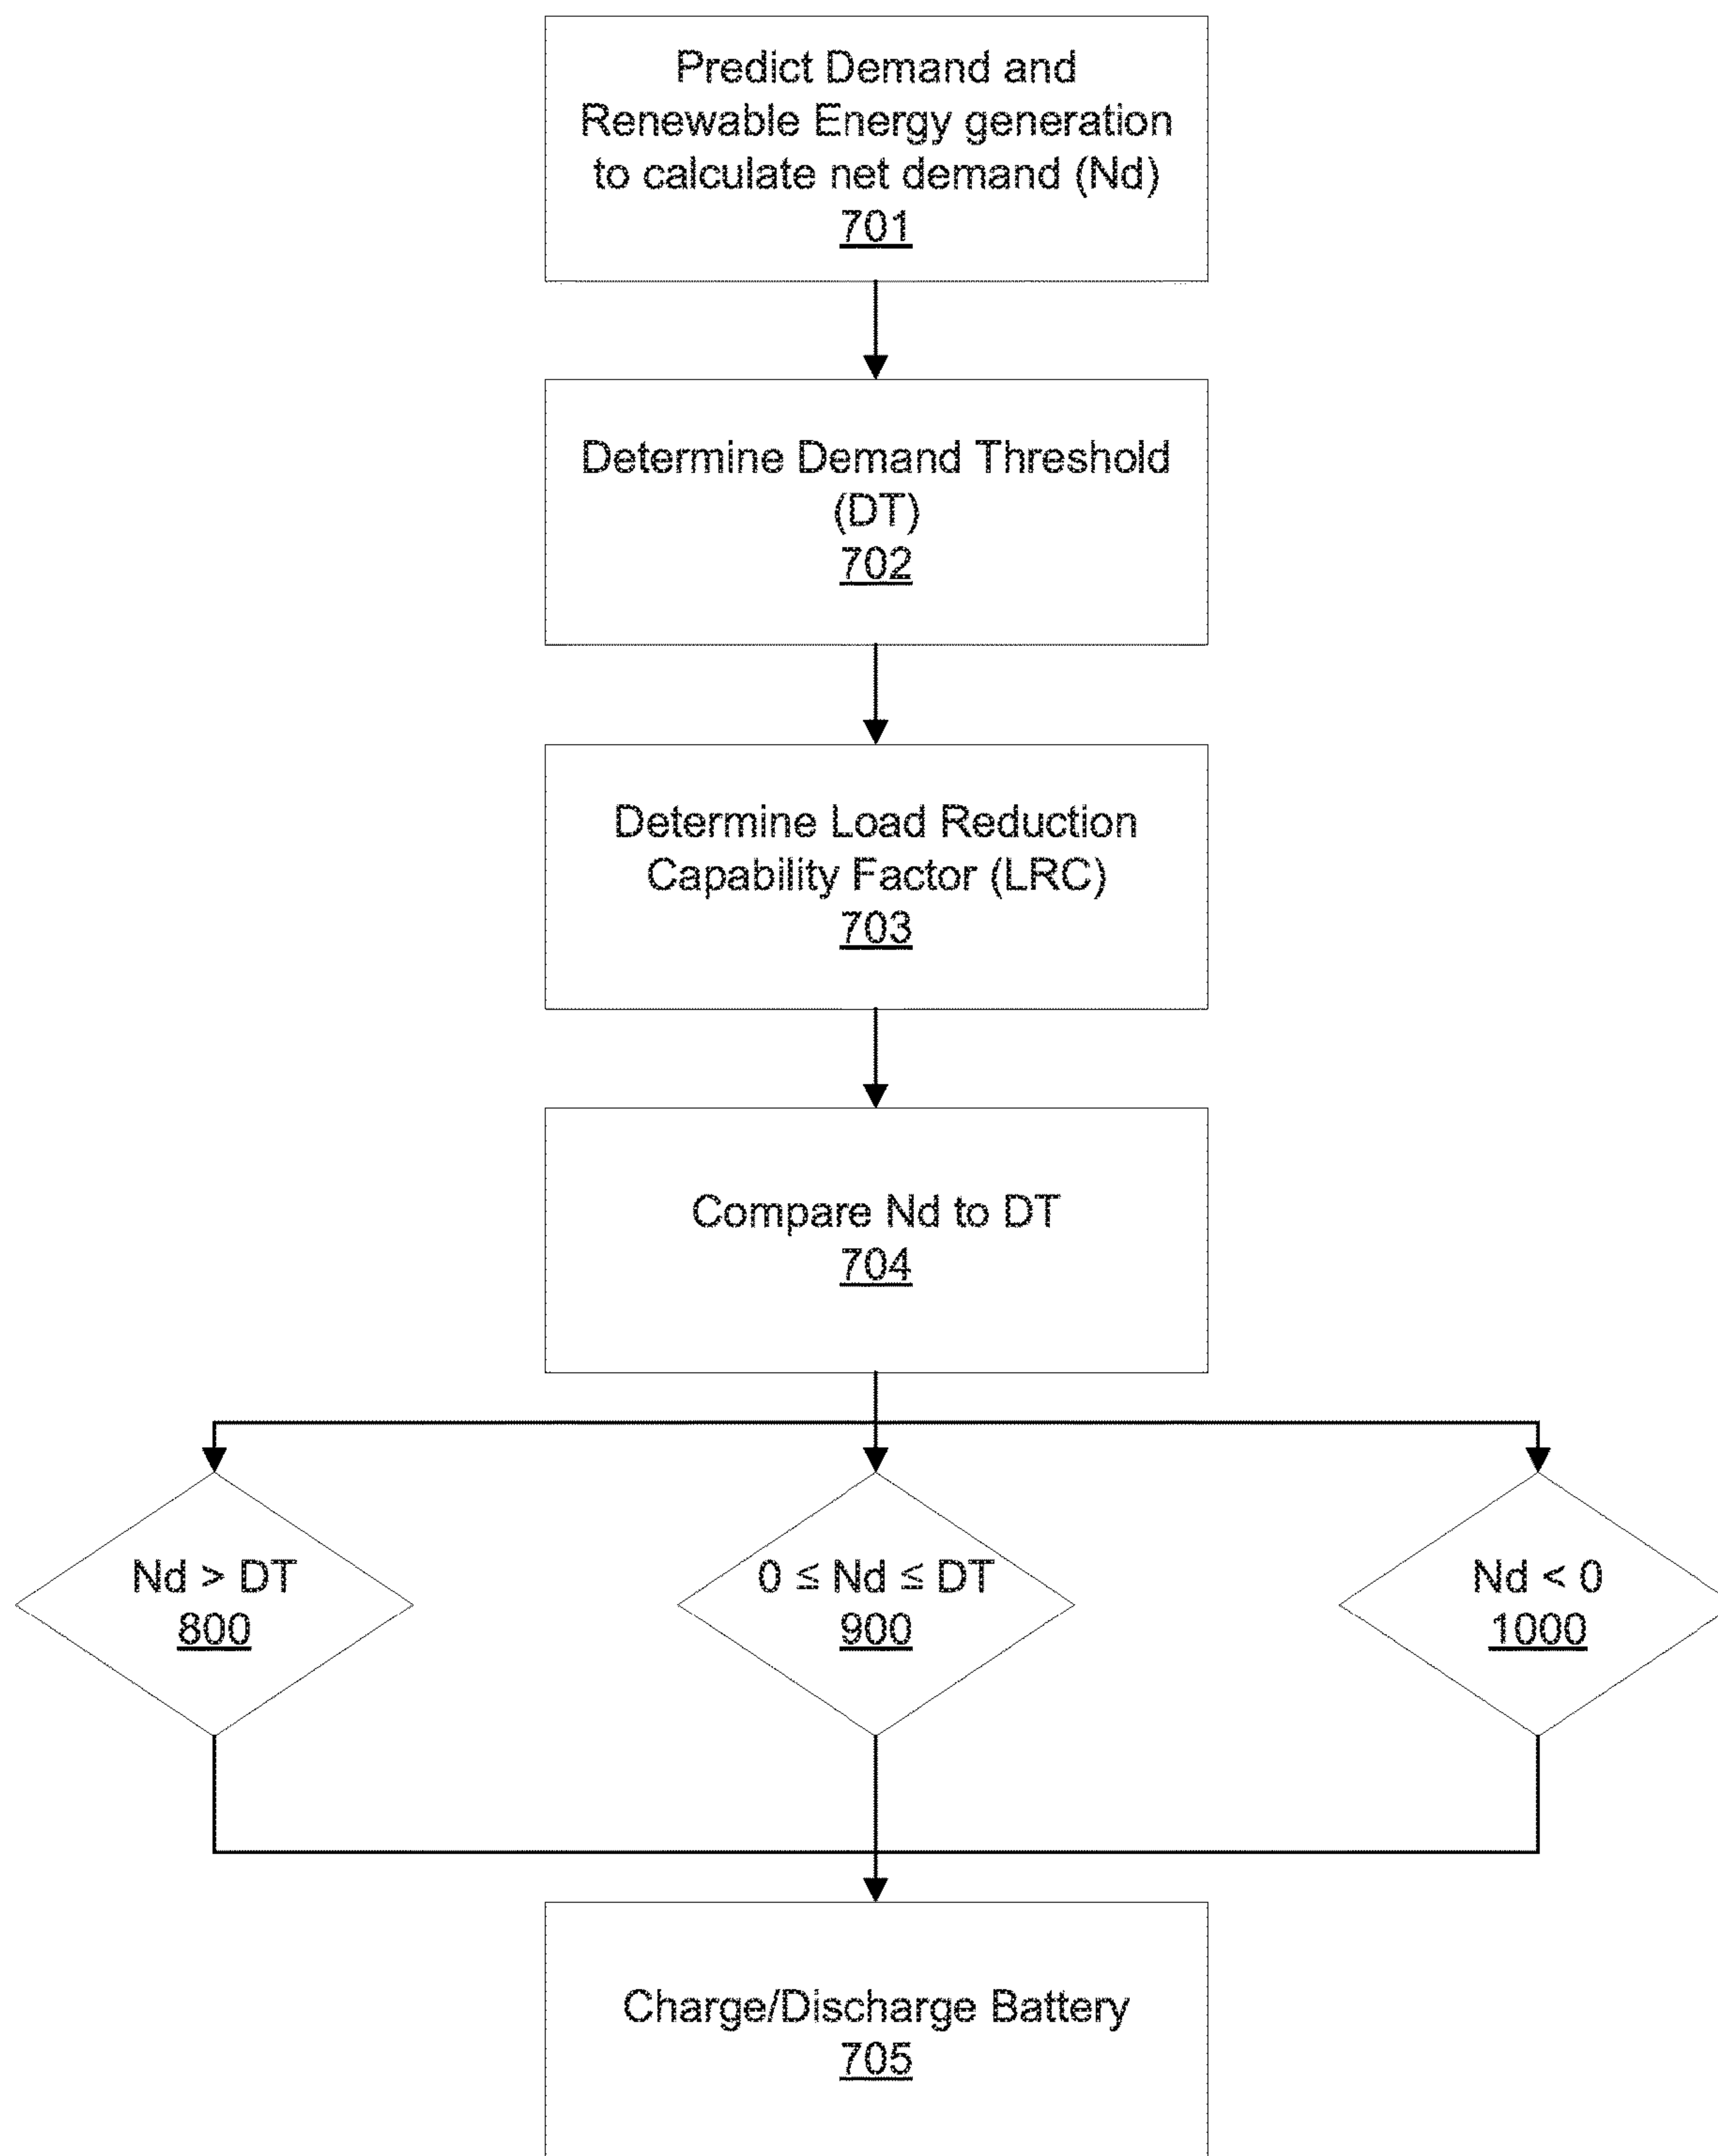 Predict Demand and
Renewable Energy generation
to calculate net demand (Nd)
701
Determine Demand Threshold
(DT)
702
Determine Load Reduction
Capability Factor (LRC)
703
Compare Nd to DT
704
Nd > DT
800
0 ≤ Nd ≤ DT
900
Nd < 0
1000
Charge/Discharge Battery
705